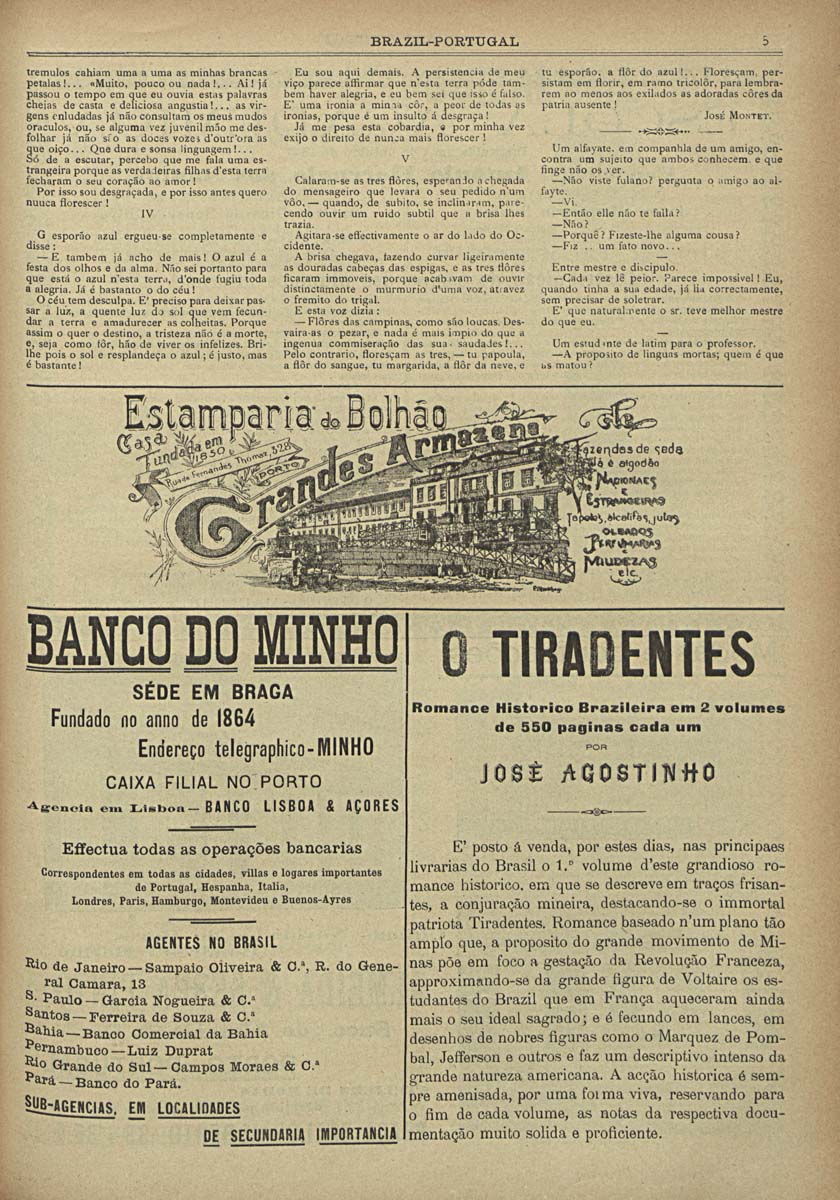 BRAZIL-PORTUGAL
5
tremulos cahiam uma a uma as minhas brancas
petalas!... «Muito, pouco ou nada!... Ai! já
passou o tempo em que eu ouvia estas palavras
cheias de casta e deliciosa angustia!... as vir-
gens enludadas já não consultam os meus mudos
oraculos, ou, se alguma vez juvenil mão me des-
folhar já não são as doces vozes d'outr'ora as
que oiço... Que dura e sonsa linguagem!...
Só de a escutar, percebo que me fala uma es-
trangeira porque as verdadeiras filhas d'esta terra
fecharam o seu coração ao amor!
Por isso sou desgraçada, e por isso antes quero
nuuca florescer!
IV
G esporão azul ergueu-se completamente e
disse:
— E tambem já acho de mais! O azul é a
festa dos olhos e da alma. Não sei portanto para
que está o azul n'esta terra, d'onde fugiu toda
a alegria. Já é bastante o do céu!
O céu tem desculpa. E' preciso para deixar pas-
sar a luz, a quente luz do sol que vem fecun-
dar a terra e amadurecer as colheitas. Porque
assim o quer o destino, a tristeza não é a morte,
e, seja como fôr, hão de viver os infelizes. Bri-
lhe pois o sol e resplandeça o azul; é justo, mas
é bastante!
Eu sou aqui demais. A persistencia de meu
viço parece affirmar que n'esta terra póde tam-
bem haver alegria, e eu bem sei que isso é falso.
E' uma ironia a minha côr, a peor de todas as
ironias, porque é um insulto á desgraça!
Já me pesa esta cobardia, e por minha vez
exijo o direito de nunca mais florescer!
V
Calaram-se as tres flôres, esperando a chegada
do mensageiro que levara o seu pedido n'um
vôo, — quando, de subito, se inclinaram, pare-
cendo ouvir um ruido subtil que a brisa lhes
trazia.
Agitara-se effectivamente o ar do lado do Oc-
cidente.
A brisa chegava, fazendo curvar ligeiramente
as douradas cabeças das espigas, e as tres flôres
ficaram immoveis, porque acabavam de ouvir
distinctamente o murmurio d'uma voz, atravez
o fremito do trigal.
E esta voz dizia:
— Flôres das campinas, como são loucas. Des-
vaira-as o pezar, e nada é mais impio do que a
ingenua commiseração das suas saudades!...
Pelo contrario, floresçam as tres, — tu papoula,
a flôr do sangue, tu margarida, a flôr da neve, e
tu esporão, a flôr do azul!... Floresçam, per-
sistam em florir, em ramo tricolôr, para lembra-
rem ao menos aos exilados as adoradas côres da
patria ausente!
José Montet.
Um alfayate, em companhia de um amigo, en-
contra um sujeito que ambos conhecem e que
finge não os ver.
—Não viste fulano? pergunta o amigo ao al-
fayte.
—Vi.
—Então elle não te falla?
—Não?
—Porquê? Fizeste-lhe alguma cousa?
—Fiz .. um fato novo...
—
Entre mestre e discipulo.
—Cada vez lê peior. Parece impossivel! Eu,
quando tinha a sua edade, já lia correctamente,
sem precisar de soletrar.
E' que naturalmente o sr. teve melhor mestre
do que eu.
—
Um estudante de latim para o professor.
—A proposito de linguas mortas; quem é que
as matou?
Estamparia do Bolhão
Casa
Fundada em
1850
Rua de Fernandes Thomaz, 328
PORTO
Grandes Armazens
de
Fazendas de seda
lã e algodão
Nacionaes
e
Estrangeiras
Tapetes, alcatifas, jutas,
Oleados
Perfumarias
e
Miudezas
etc.
BANCO DO MINHO
SÉDE EM BRAGA
Fundado no anno de 1864
Endereço telegraphico-MINHO
CAIXA FILIAL NO PORTO
Agencia em Lisboa—BANCO LISBOA & AÇORES
Effectua todas as operações bancarias
Correspondentes em todas as cidades, villas e logares importantes
de Portugal, Hespanha, Italia,
Londres, Paris, Hamburgo, Montevideu e Buenos-Ayres
AGENTES NO BRASIL
Rio de Janeiro—Sampaio Oliveira & C.ª, R. do Gene-
ral Camara, 13
S. Paulo—Garcia Nogueira & C.ª
Santos—Ferreira de Souza & C.ª
Bahia—Banco Comercial da Bahia
Pernambuco—Luiz Duprat
Rio Grande do Sul—Campos Moraes & C.ª
Pará—Banco do Pará.
SUB-AGENCIAS, EM LOCALIDADES
DE SECUNDARIA IMPORTANCIA
O TIRADENTES
Romance Historico Brazileira em 2 volumes
de 550 paginas cada um
POR
JOSÉ AGOSTINHO
E' posto á venda, por estes dias, nas principaes
livrarias do Brasil o 1.º volume d'este grandioso ro-
mance historico. em que se descreve em traços frisan-
tes, a conjuração mineira, destacando-se o immortal
patriota Tiradentes. Romance baseado n'um plano tão
amplo que, a proposito do grande movimento de Mi-
nas põe em foco a gestação da Revolução Franceza,
approximando-se da grande figura de Voltaire os es-
tudantes do Brazil que em França aqueceram ainda
mais o seu ideal sagrado; e é fecundo em lances, em
desenhos de nobres figuras como o Marquez de Pom-
bal, Jefferson e outros e faz um descriptivo intenso da
grande natureza americana. A acção historica é sem-
pre amenisada, por uma forma viva, reservando para
o fim de cada volume, as notas da respectiva docu-
mentação muito solida e proficiente.